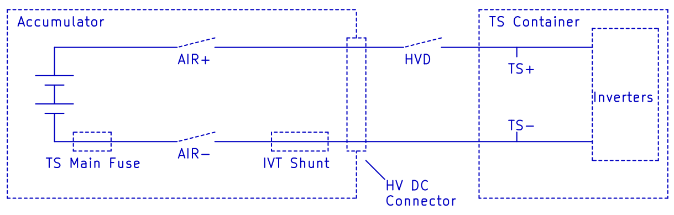 Accumulator
TS Container
AIR+
HVD
TS+
Inverters
TS-
TS Main Fuse
AIR-
IVT Shunt
HV DC
Connector